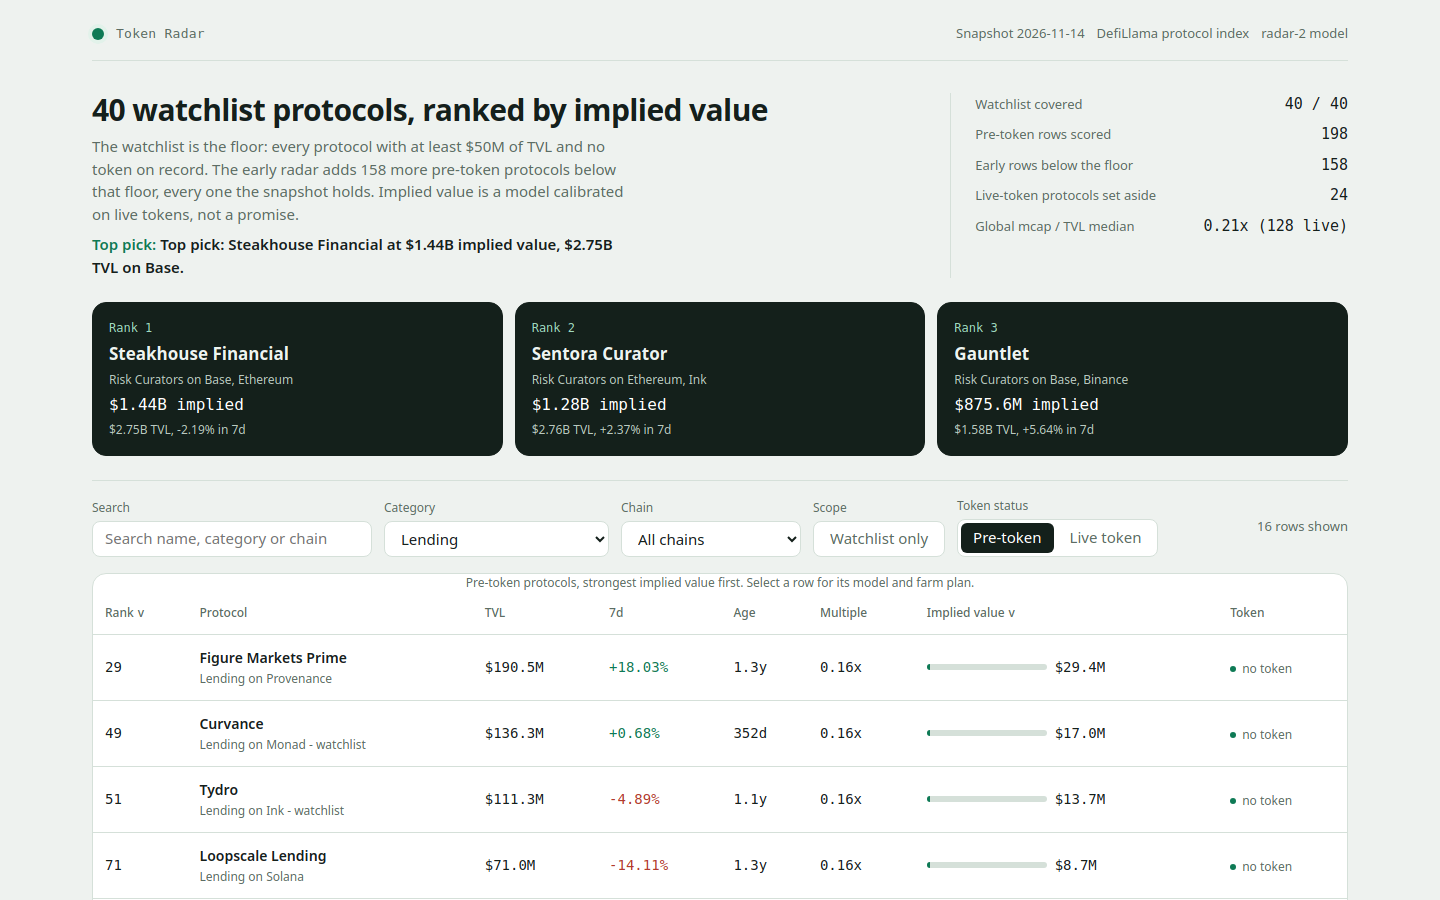 Token Radar
Snapshot 2026-11-14 DefiLlama protocol index radar-2 model
40 watchlist protocols, ranked by implied value
The watchlist is the floor: every protocol with at least $50M of TVL and no
token on record. The early radar adds 158 more pre-token protocols below
that floor, every one the snapshot holds. Implied value is a model calibrated
on live tokens, not a promise.
Top pick: Top pick: Steakhouse Financial at $1.44B implied value, $2.75B
TVL on Base.
Watchlist covered 40 / 40
Pre-token rows scored 198
Early rows below the floor 158
Live-token protocols set aside 24
Global mcap / TVL median 0.21x (128 live)
Rank 1
Steakhouse Financial
Risk Curators on Base, Ethereum
$1.44B implied
$2.75B TVL, -2.19% in 7d
Rank 2
Sentora Curator
Risk Curators on Ethereum, Ink
$1.28B implied
$2.76B TVL, +2.37% in 7d
Rank 3
Gauntlet
Risk Curators on Base, Binance
$875.6M implied
$1.58B TVL, +5.64% in 7d
Search
Search name, category or chain
Category
Lending
Chain
All chains
Scope
Watchlist only
Token status
Pre-token Live token
16 rows shown
Pre-token protocols, strongest implied value first. Select a row for its model and farm plan.
Rank v Protocol TVL 7d Age Multiple Implied value v Token
29 Figure Markets Prime $190.5M +18.03% 1.3y 0.16x $29.4M no token
Lending on Provenance
49 Curvance $136.3M +0.68% 352d 0.16x $17.0M no token
Lending on Monad - watchlist
51 Tydro $111.3M -4.89% 1.1y 0.16x $13.7M no token
Lending on Ink - watchlist
71 Loopscale Lending $71.0M -14.11% 1.3y 0.16x $8.7M no token
Lending on Solana